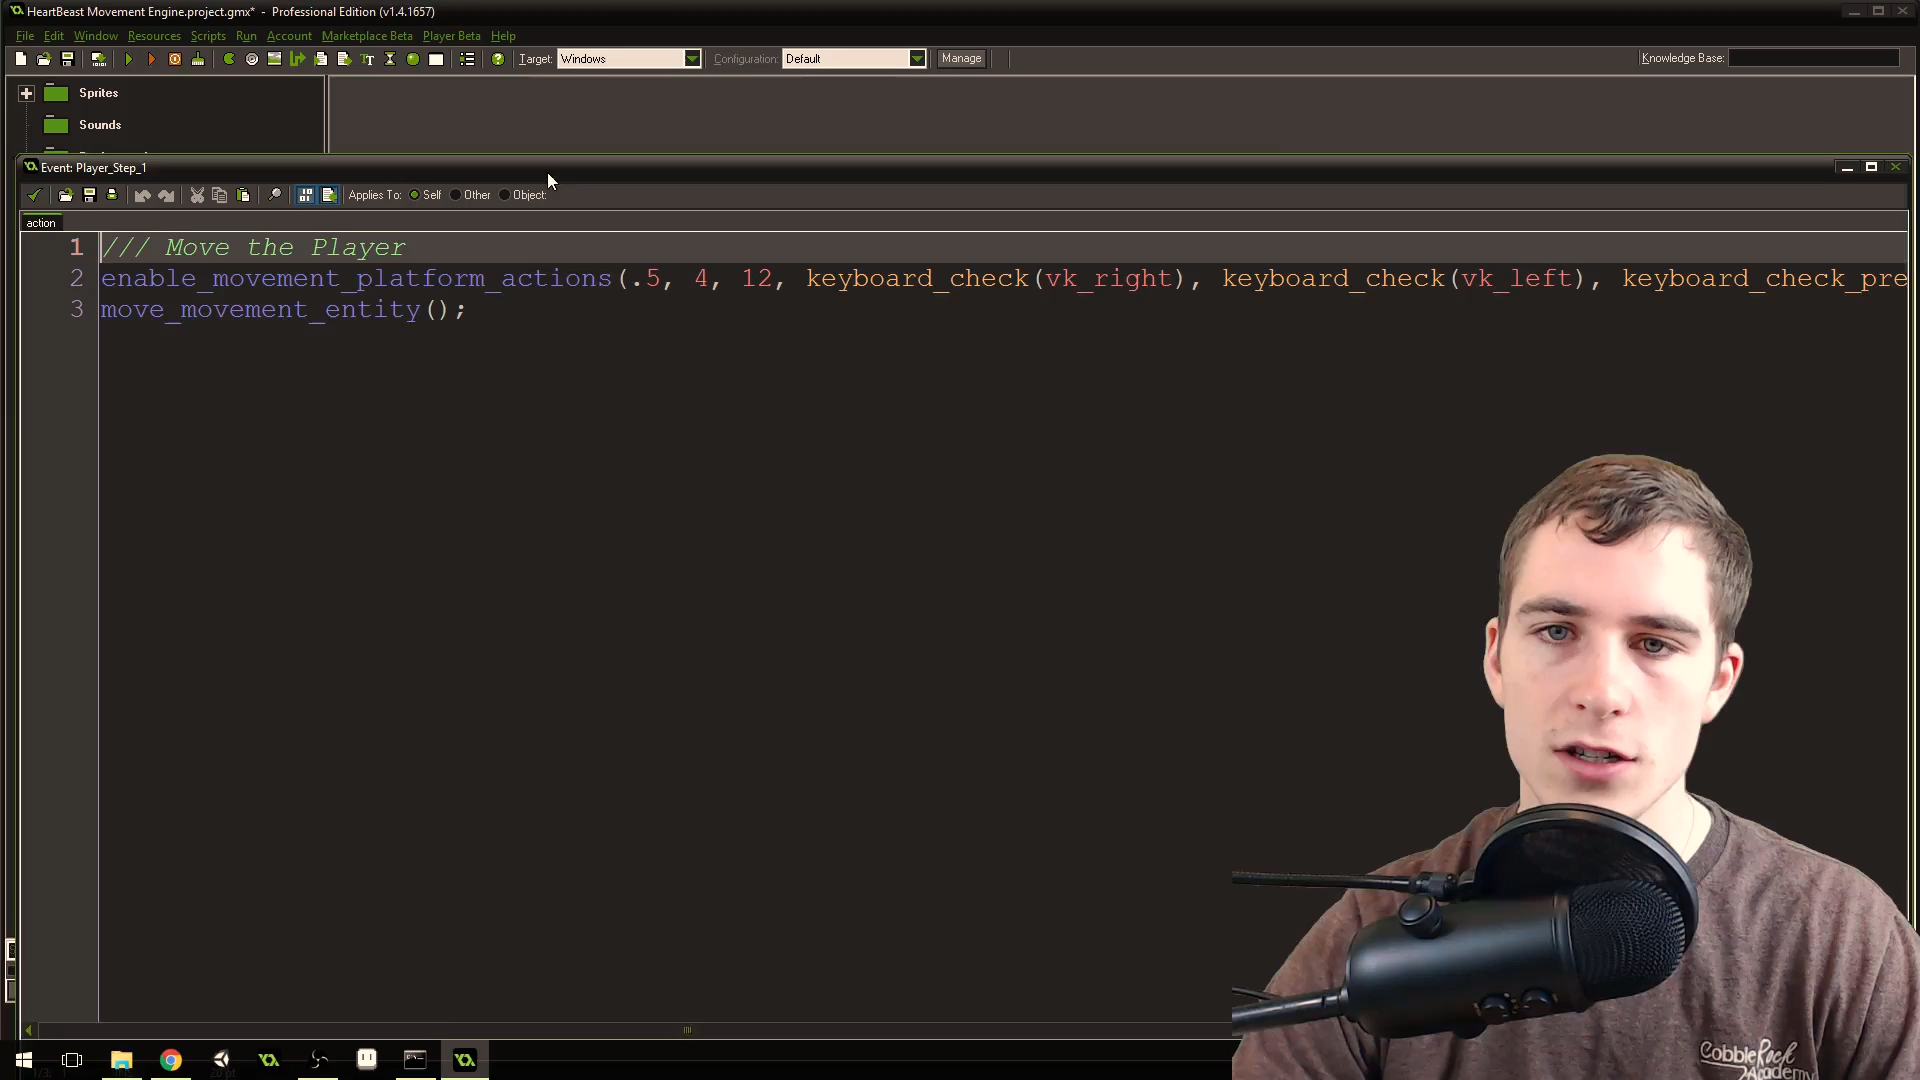 HeartBeast Movement Engine.project.gmx* - Professional Edition (v1.4.1657)
File Edit Window Resources Scripts Run Account Marketplace Beta Player Beta Help
Target: Windows Configuration: Default Manage Knowledge Base:
Sprites
Sounds
Event: Player_Step_1
Applies To: Self Other Object:
action
1 /// Move the Player
2 enable_movement_platform_actions(.5, 4, 12, keyboard_check(vk_right), keyboard_check(vk_left), keyboard_check_pre
3 move_movement_entity();
CobbleRock
Academy